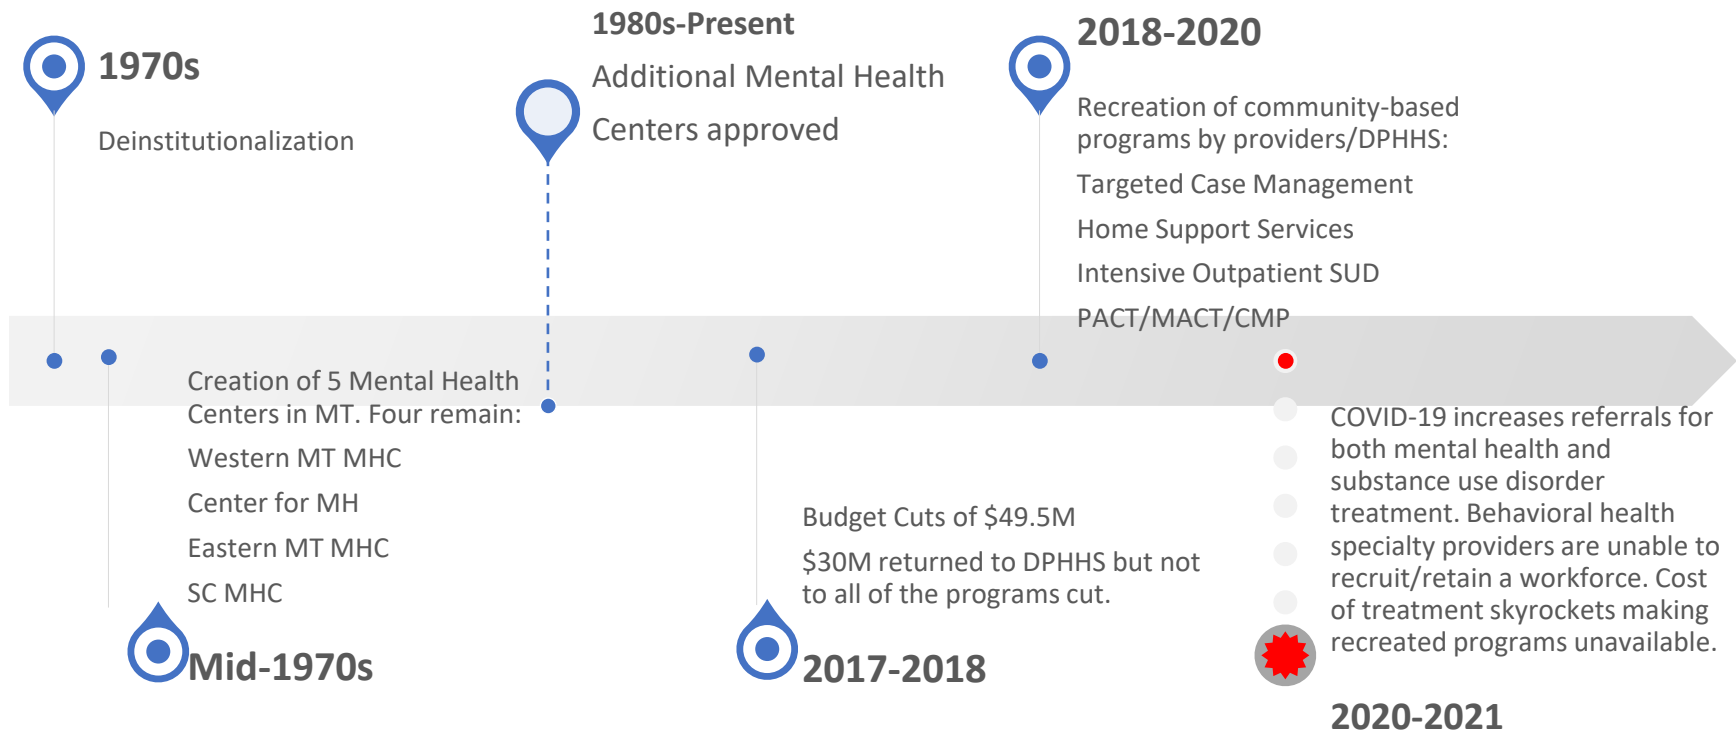 1970s
Deinstitutionalization
Creation of 5 Mental Health
Centers in MT. Four remain:
Western MT MHC
Center for MH
Eastern MT MHC
SC MHC
Mid-1970s
1980s-Present
Additional Mental Health
Centers approved
Budget Cuts of $49.5M
$30M returned to DPHHS but not
to all of the programs cut.
2017-2018
2018-2020
Recreation of community-based
programs by providers/DPHHS:
Targeted Case Management
Home Support Services
Intensive Outpatient SUD
PACT/MACT/CMP
COVID-19 increases referrals for
both mental health and
substance use disorder
treatment. Behavioral health
specialty providers are unable to
recruit/retain a workforce. Cost
of treatment skyrockets making
recreated programs unavailable.
2020-2021